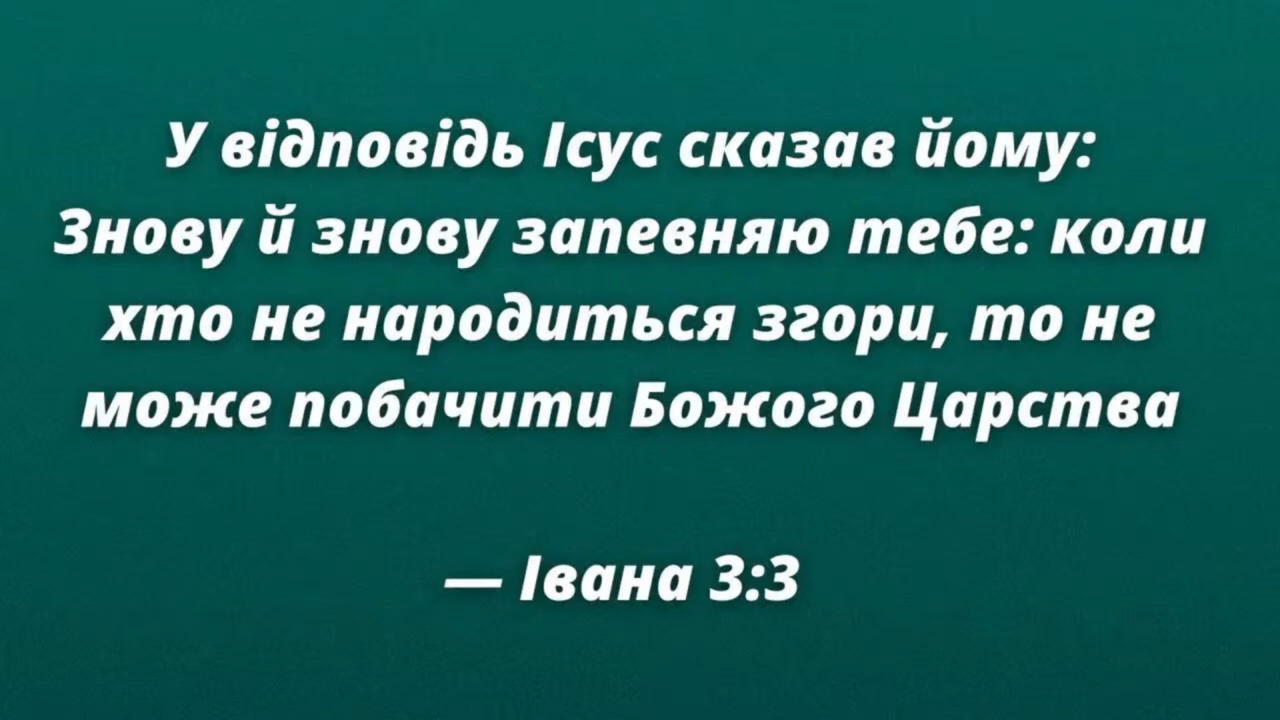 У відповідь Ісус сказав йому:
Знову й знову запевняю тебе: коли
хто не народиться згори, то не
може побачити Божого Царства
— Івана 3:3